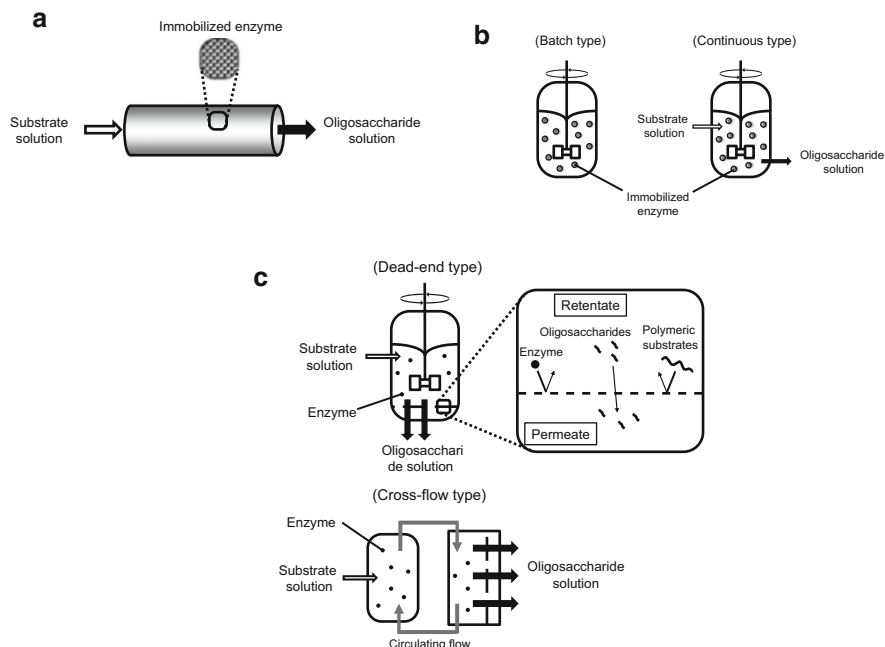 a
Immobilized enzyme
Substrate
solution
Oligosaccharide
solution
b
(Batch type)
(Continuous type)
Substrate
solution
Oligosaccharide
solution
Immobilized
enzyme
c
(Dead-end type)
Substrate
solution
Enzyme
Oligosacchari
de solution
Retentate
Oligosaccharides
Polymeric
substrates
Enzyme
Permeate
(Cross-flow type)
Enzyme
Substrate
solution
Oligosaccharide
solution
Circulating flow